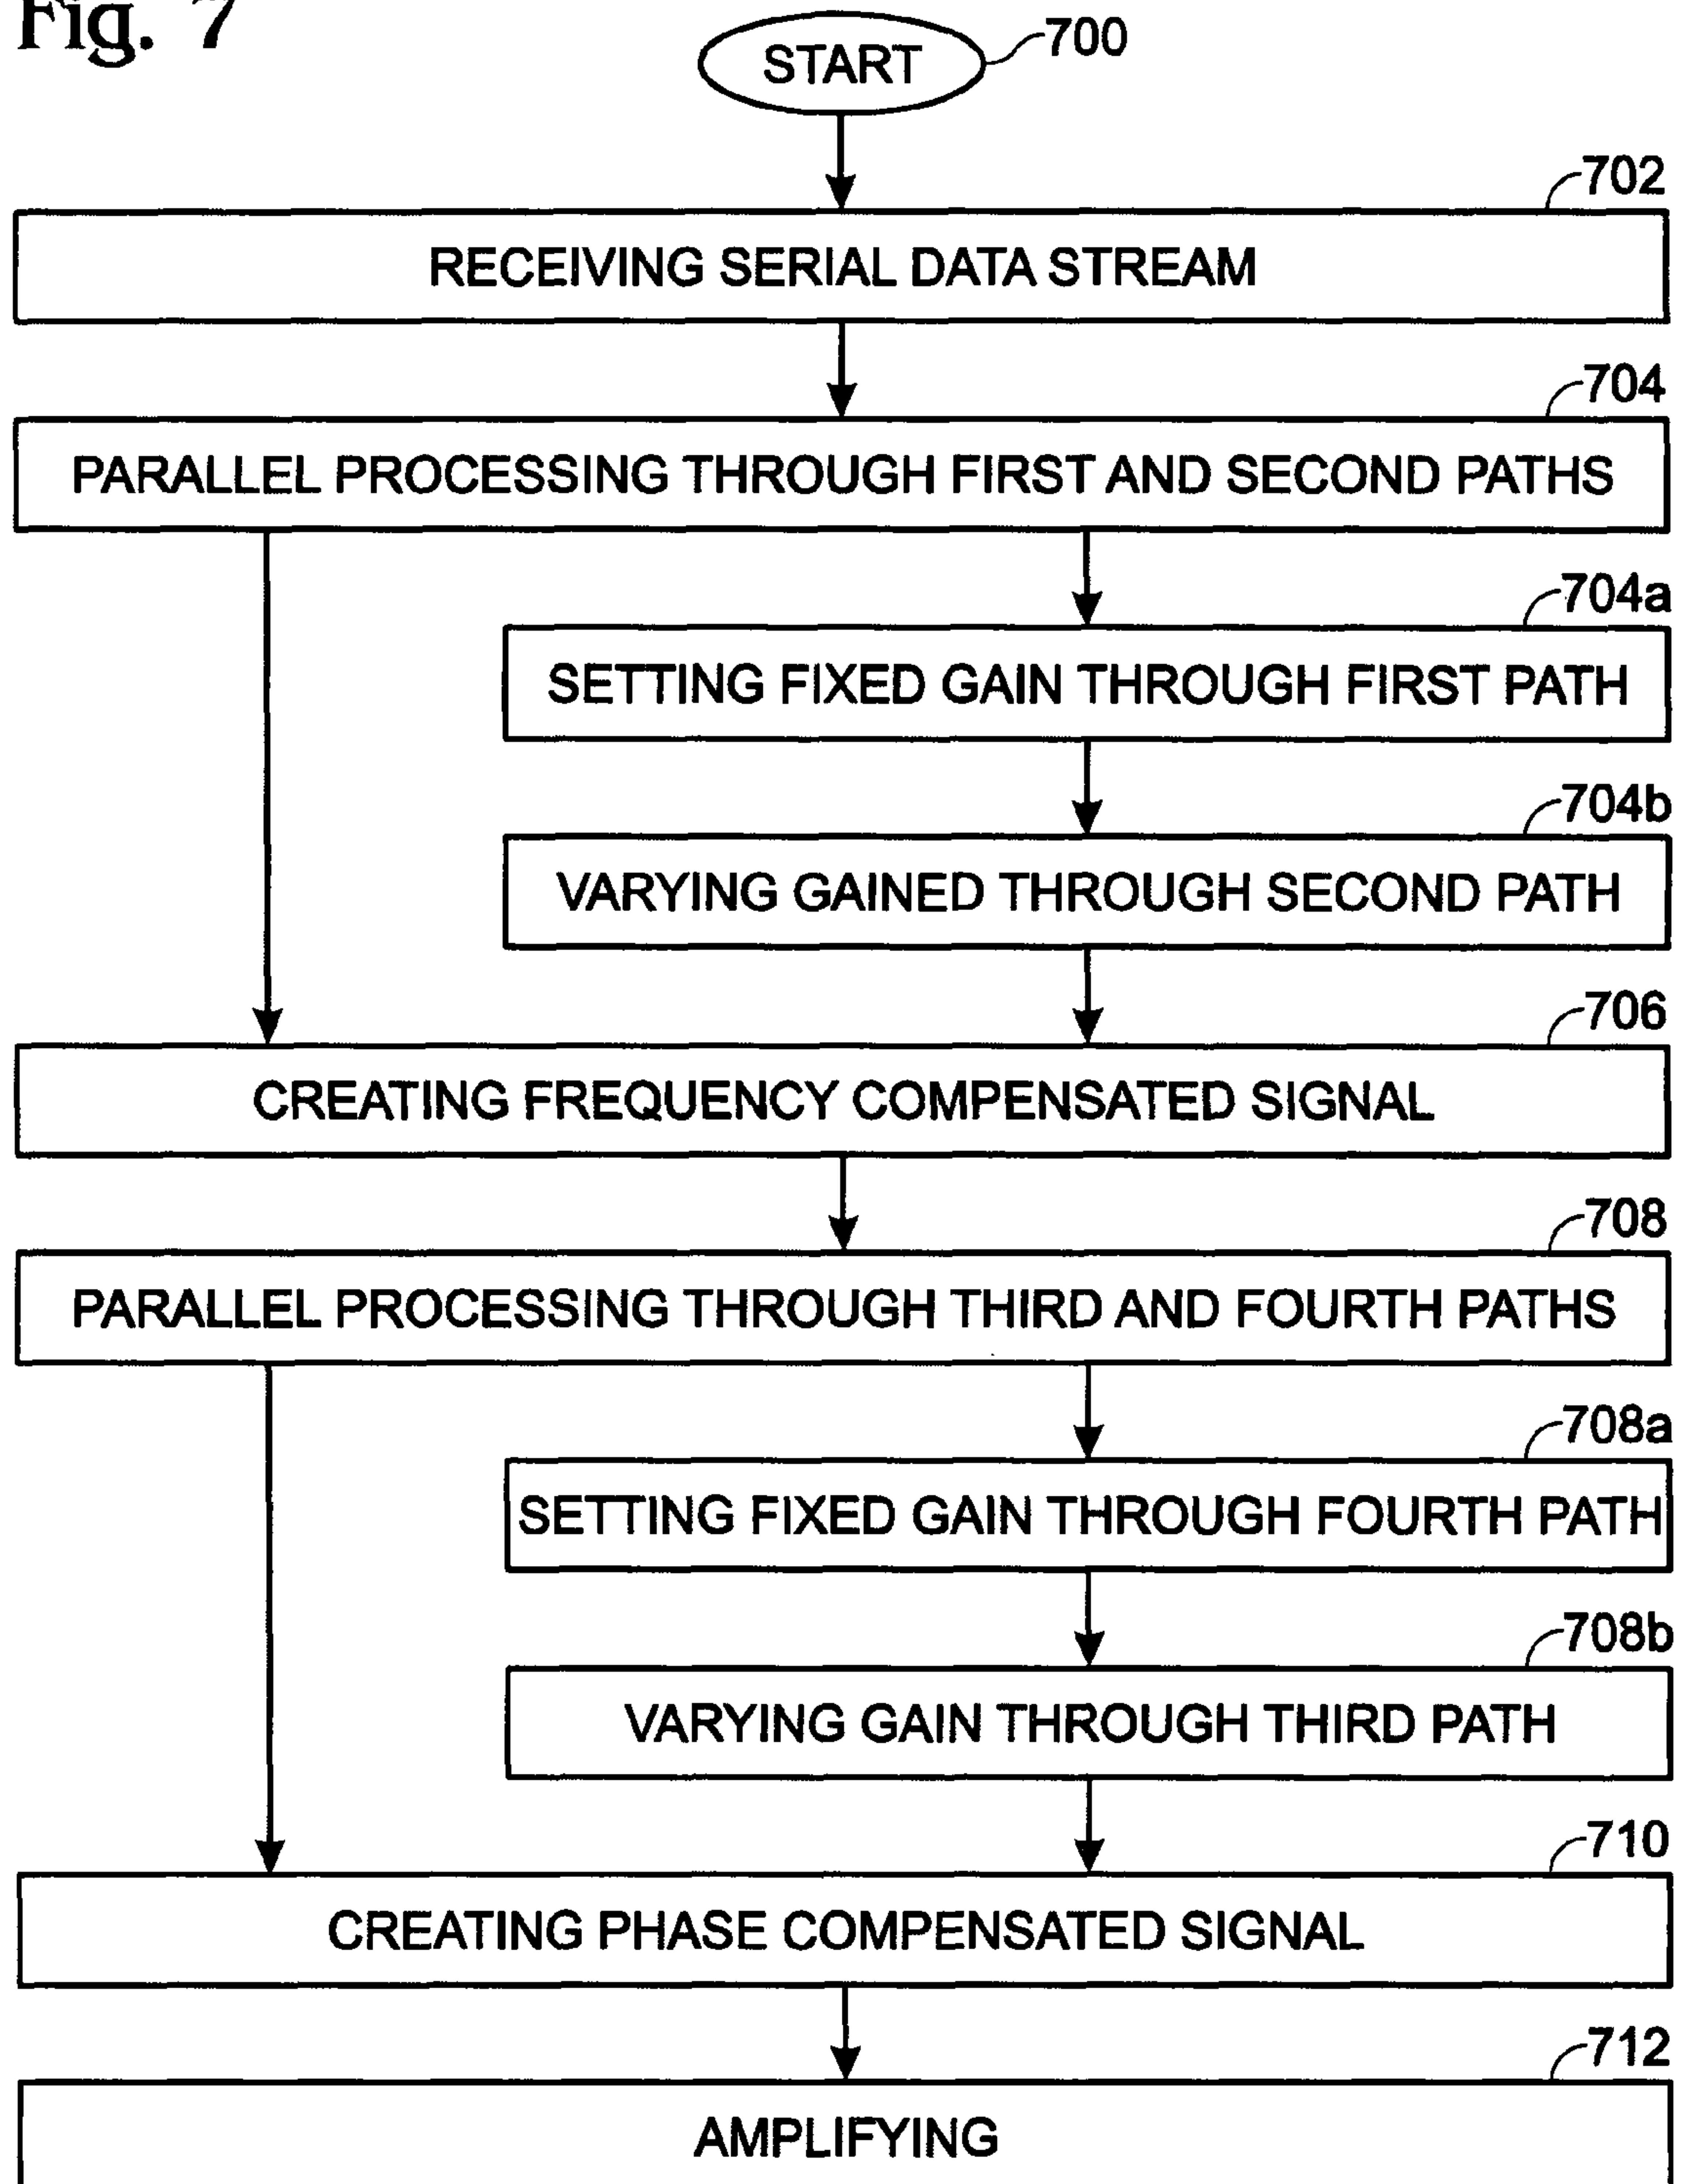 Fig. 7
START
700
702
RECEIVING SERIAL DATA STREAM
704
PARALLEL PROCESSING THROUGH FIRST AND SECOND PATHS
704a
SETTING FIXED GAIN THROUGH FIRST PATH
704b
VARYING GAINED THROUGH SECOND PATH
706
CREATING FREQUENCY COMPENSATED SIGNAL
708
PARALLEL PROCESSING THROUGH THIRD AND FOURTH PATHS
708a
SETTING FIXED GAIN THROUGH FOURTH PATH
708b
VARYING GAIN THROUGH THIRD PATH
710
CREATING PHASE COMPENSATED SIGNAL
712
AMPLIFYING